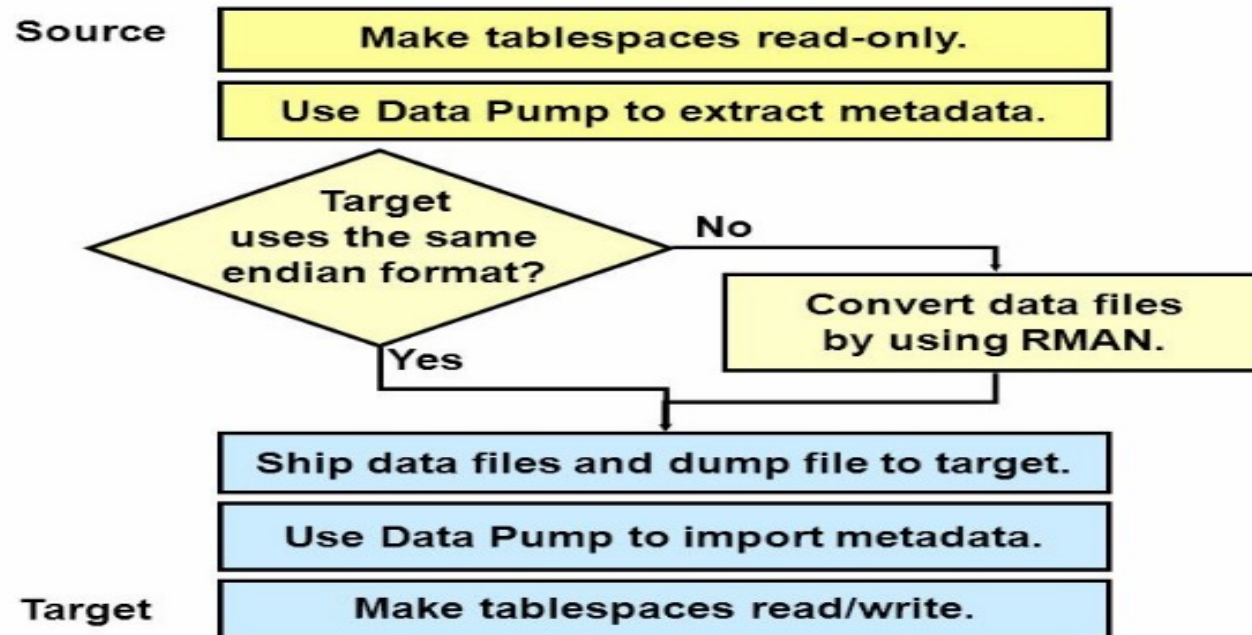 Source
Make tablespaces read-only.
Use Data Pump to extract metadata.
Target
uses the same
endian format?
No
Convert data files
by using RMAN.
Yes
Ship data files and dump file to target.
Use Data Pump to import metadata.
Target
Make tablespaces read/write.